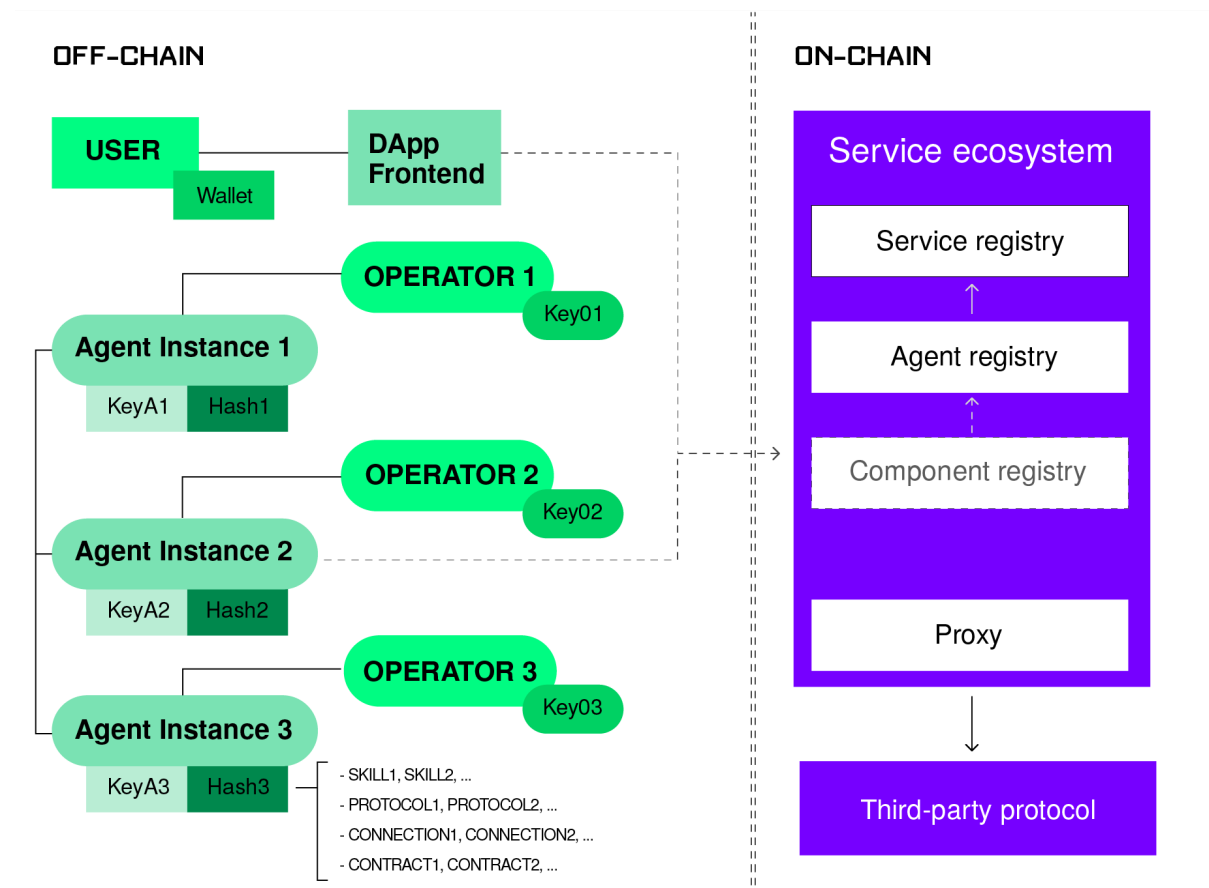 OFF-CHAIN
USER
Wallet
DApp
Frontend
OPERATOR 1
Key01
Agent Instance 1
KeyA1
Hash1
OPERATOR 2
Key02
Agent Instance 2
KeyA2
Hash2
OPERATOR 3
Key03
Agent Instance 3
KeyA3
Hash3
- SKILL1, SKILL2, ...
- PROTOCOL1, PROTOCOL2, ...
- CONNECTION1, CONNECTION2, ...
- CONTRACT1, CONTRACT2, ...
ON-CHAIN
Service ecosystem
Service registry
Agent registry
Component registry
Proxy
Third-party protocol